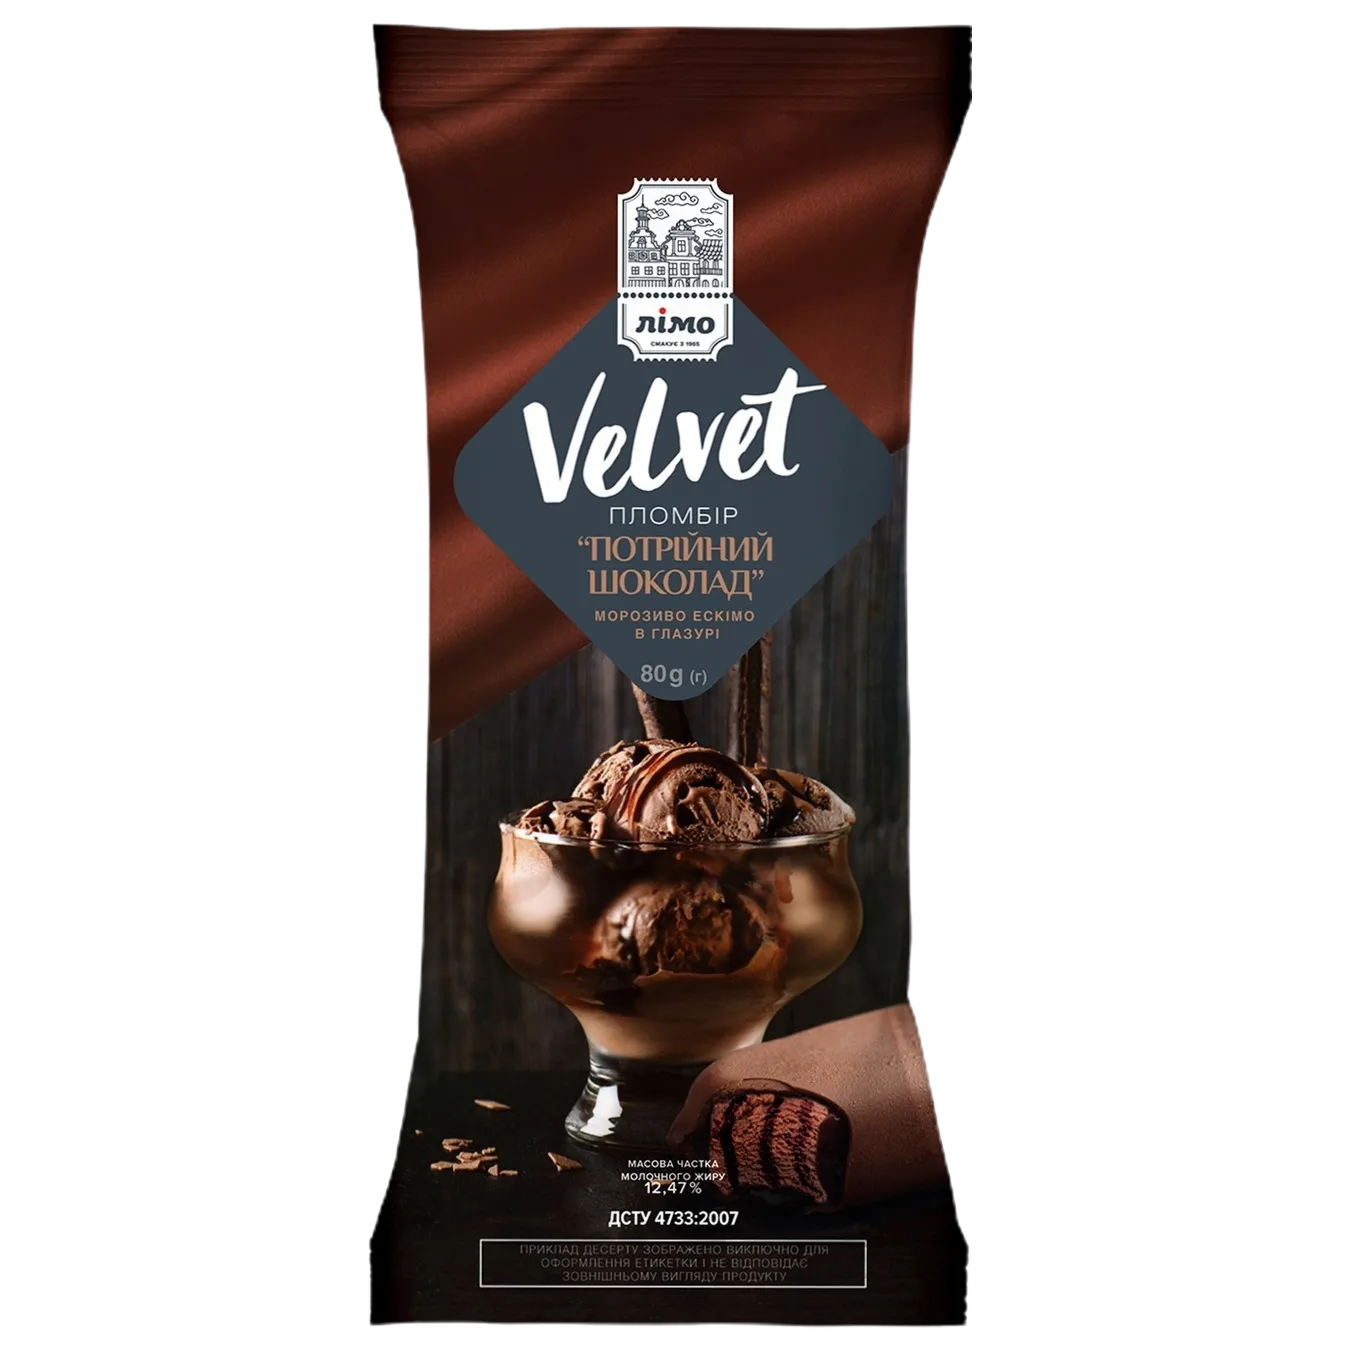 лімо
СМАКУЄ З 1965
Velvet
ПЛОМБІР
“ПОТРІЙНИЙ
ШОКОЛАД”
МОРОЗИВО ЕСКІМО
В ГЛАЗУРІ
80g (г)
МАСОВА ЧАСТКА
МОЛОЧНОГО ЖИРУ
12,47%
ДСТУ 4733:2007
ПРИКЛАД ДЕСЕРТУ ЗОБРАЖЕНО ВИКЛЮЧНО ДЛЯ
ОФОРМЛЕННЯ ЕТИКЕТКИ І НЕ ВІДПОВІДАЄ
ЗОВНІШНЬОМУ ВИГЛЯДУ ПРОДУКТУ